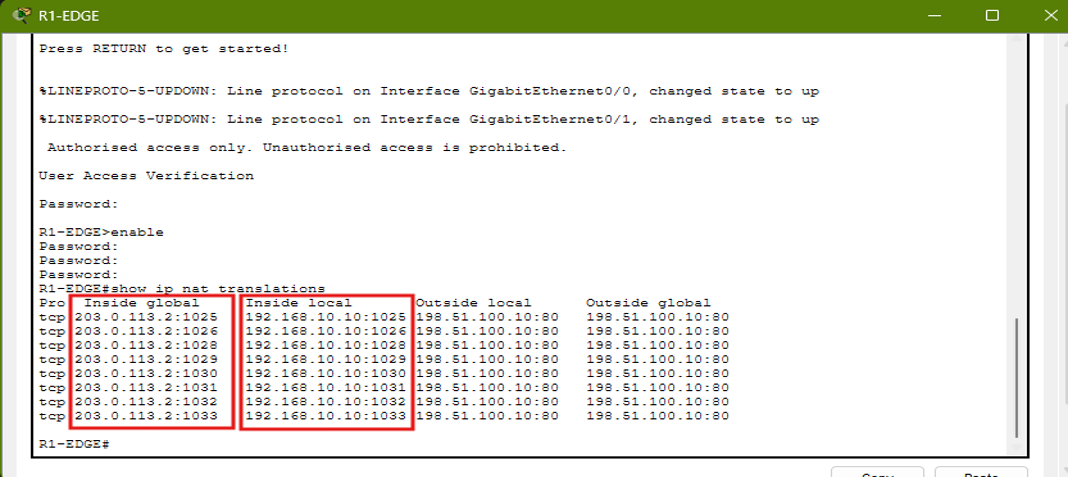 R1-EDGE
Press RETURN to get started!
%LINEPROTO-5-UPDOWN: Line protocol on Interface GigabitEthernet0/0, changed state to up
%LINEPROTO-5-UPDOWN: Line protocol on Interface GigabitEthernet0/1, changed state to up
Authorised access only. Unauthorised access is prohibited.
User Access Verification
Password:
R1-EDGE>enable
Password:
Password:
Password:
R1-EDGE#show ip nat translations
Pro Inside global Inside local Outside local Outside global
tcp 203.0.113.2:1025 192.168.10.10:1025 198.51.100.10:80 198.51.100.10:80
tcp 203.0.113.2:1026 192.168.10.10:1026 198.51.100.10:80 198.51.100.10:80
tcp 203.0.113.2:1028 192.168.10.10:1028 198.51.100.10:80 198.51.100.10:80
tcp 203.0.113.2:1029 192.168.10.10:1029 198.51.100.10:80 198.51.100.10:80
tcp 203.0.113.2:1030 192.168.10.10:1030 198.51.100.10:80 198.51.100.10:80
tcp 203.0.113.2:1031 192.168.10.10:1031 198.51.100.10:80 198.51.100.10:80
tcp 203.0.113.2:1032 192.168.10.10:1032 198.51.100.10:80 198.51.100.10:80
tcp 203.0.113.2:1033 192.168.10.10:1033 198.51.100.10:80 198.51.100.10:80
R1-EDGE#